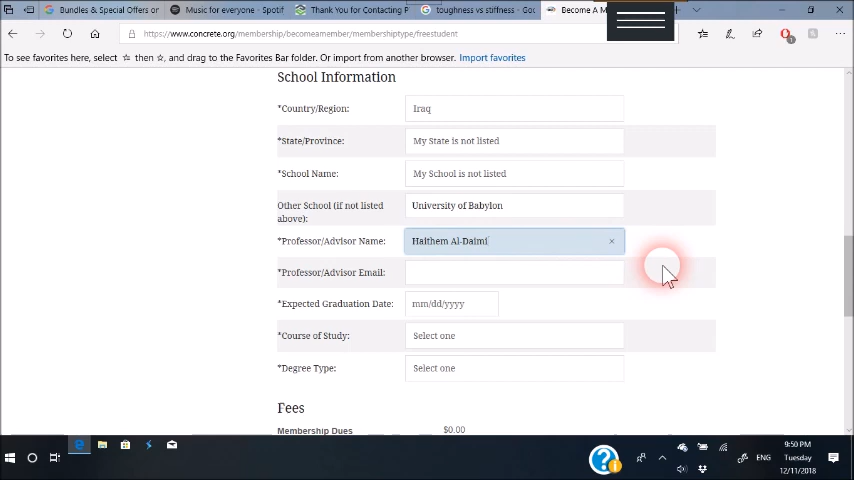 Bundles & Special Offers or
Music for everyone - Spotif
Thank You for Contacting P
toughness vs stiffness - Goo
Become A M
https://www.concrete.org/membership/becomeamember/membershiptype/freestudent
1
To see favorites here, select ☆ then ☆, and drag to the Favorites Bar folder. Or import from another browser. Import favorites
School Information
*Country/Region: Iraq
*State/Province: My State is not listed
*School Name: My School is not listed
Other School (if not listed above): University of Babylon
*Professor/Advisor Name: Haithem Al-Daimi
*Professor/Advisor Email:
*Expected Graduation Date: mm/dd/yyyy
*Course of Study: Select one
*Degree Type: Select one
Fees
Membership Dues $0.00
ENG
9:50 PM
Tuesday
12/11/2018